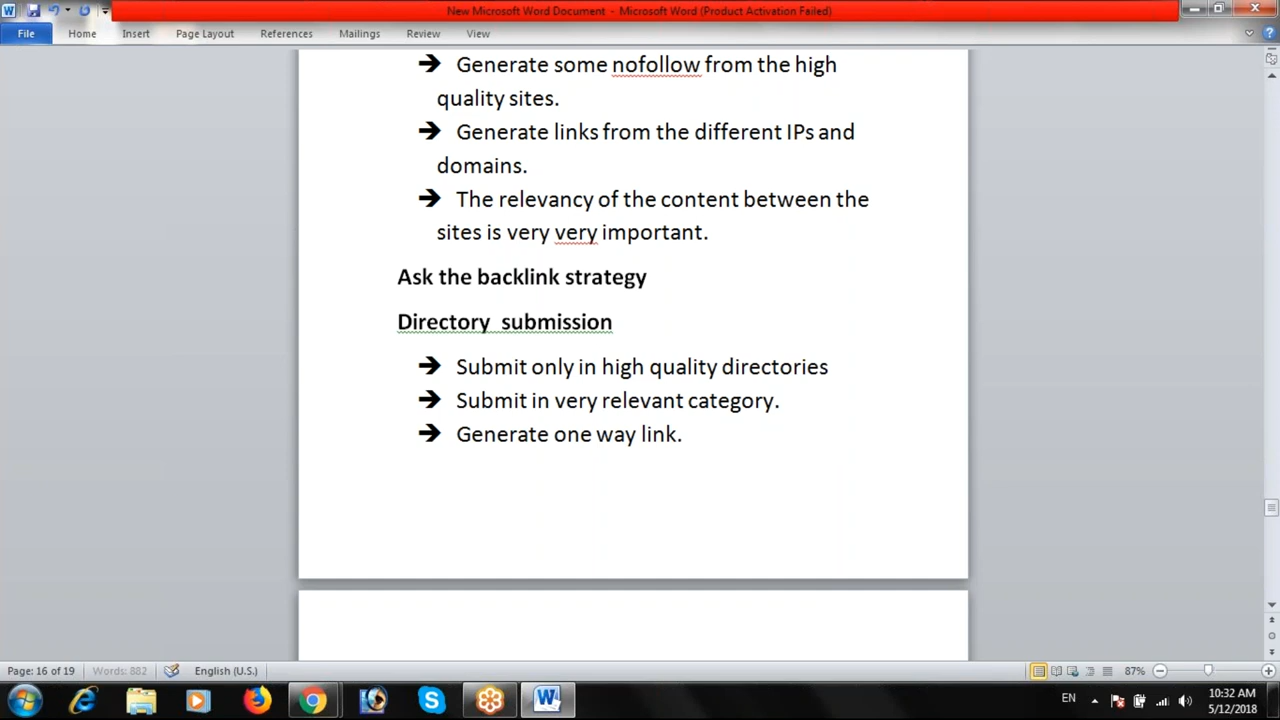 New Microsoft Word Document - Microsoft Word (Product Activation Failed)
File Home Insert Page Layout References Mailings Review View
➔ Generate some nofollow from the high
quality sites.
➔ Generate links from the different IPs and
domains.
➔ The relevancy of the content between the
sites is very very important.
Ask the backlink strategy
Directory submission
➔ Submit only in high quality directories
➔ Submit in very relevant category.
➔ Generate one way link.
Page: 16 of 19 Words: 882 English (U.S.) 87%
EN 10:32 AM
5/12/2018